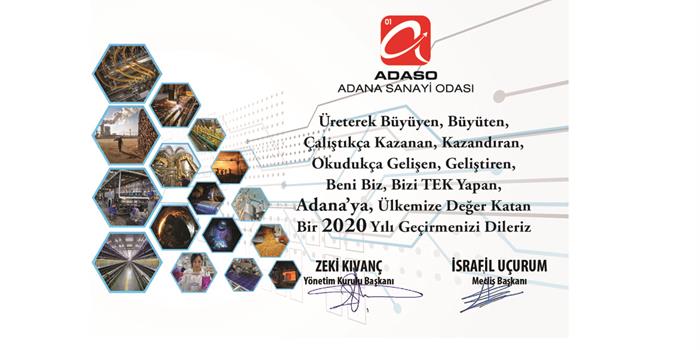 01
ADASO
ADANA SANAYİ ODASI
Üreterek Büyüyen, Büyüten,
Çalıştıkça Kazanan, Kazandıran,
Okudukça Gelişen, Geliştiren,
Beni Biz, Bizi TEK Yapan,
Adana'ya, Ülkemize Değer Katan
Bir 2020 Yılı Geçirmenizi Dileriz
ZEKİ KIVANÇ
Yönetim Kurulu Başkanı
İSRAFİL UÇURUM
Meclis Başkanı